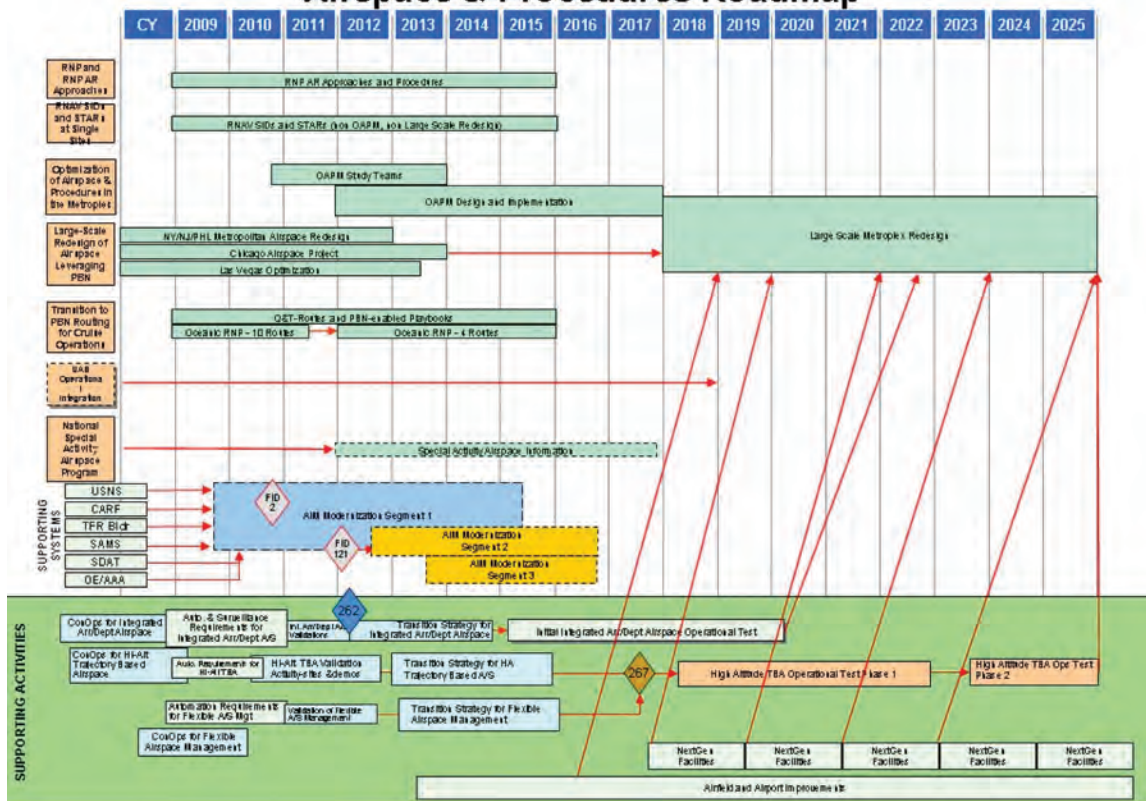 Airspace & Procedures Roadmap
CY 2009 2010 2011 2012 2013 2014 2015 2016 2017 2018 2019 2020 2021 2022 2023 2024 2025
RNP and
RNP AR
Approaches
RNP AR Approaches and Procedures
RNAV SIDs
and STARs
at Single
Sites
RNAV SIDs and STARs (non OAPM, non Large Scale Redesign)
Optimization
of Airspace &
Procedures in
the Metroplex
OAPM Study Teams
OAPM Design and Implementation
Large Scale Metroplex Redesign
Large-Scale
Redesign of
Airspace
Leveraging
PBN
NY/NJ/PHL Metropolitan Airspace Redesign
Chicago Airspace Project
Las Vegas Optimization
Transition to
PBN Routing
for Cruise
Operations
Q&T-Routes and PBN-enabled Playbooks
Oceanic RNP - 10 Routes
Oceanic RNP - 4 Routes
UAS
Operational
Integration
National
Special
Activity
Airspace
Program
Special Activity Airspace Information
SUPPORTING
SYSTEMS
USNS
CARF
TFR Bldr
SAMS
SDAT
OE/AAA
FID
2
AIM Modernization Segment 1
FID
121
AIM Modernization
Segment 2
AIM Modernization
Segment 3
SUPPORTING ACTIVITIES
ConOps for Integrated
Arr/Dept Airspace
Auto. & Surveillance
Requirements for
Integrated Arr/Dept A/S
Int. Arr/Dept A/S
Validations
262
Transition Strategy for
Integrated Arr/Dept Airspace
Initial Integrated Arr/Dept Airspace Operational Test
ConOps for HI-Alt
Trajectory Based
Airspace
Auto. Requirements for
HI-Alt TBA
HI-Alt TBA Validation
Activity-sites & demos
Transition Strategy for HA
Trajectory Based A/S
267
High Altitude TBA Operational Test Phase 1
High Altitude TBA Ops Test
Phase 2
Automation Requirements
for Flexible A/S Mgt
Validation of Flexible
A/S Management
Transition Strategy for Flexible
Airspace Management
ConOps for Flexible
Airspace Management
NextGen
Facilities
NextGen
Facilities
NextGen
Facilities
NextGen
Facilities
NextGen
Facilities
Airfield and Airport Improvements